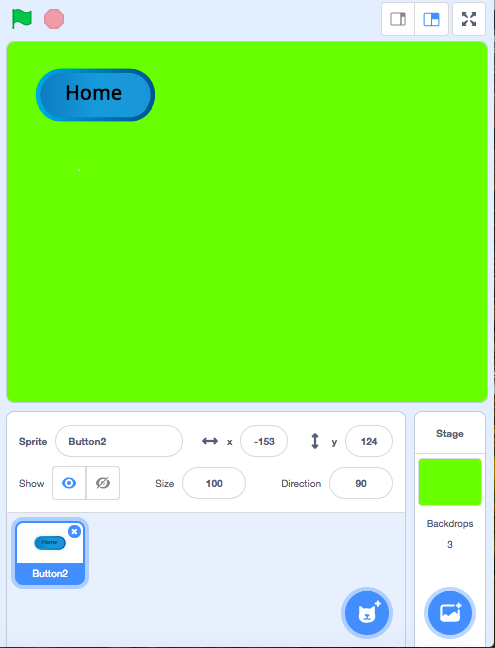 Home
Sprite Button2 x -153 y 124
Show Size 100 Direction 90
Home
Button2
Stage
Backdrops
3